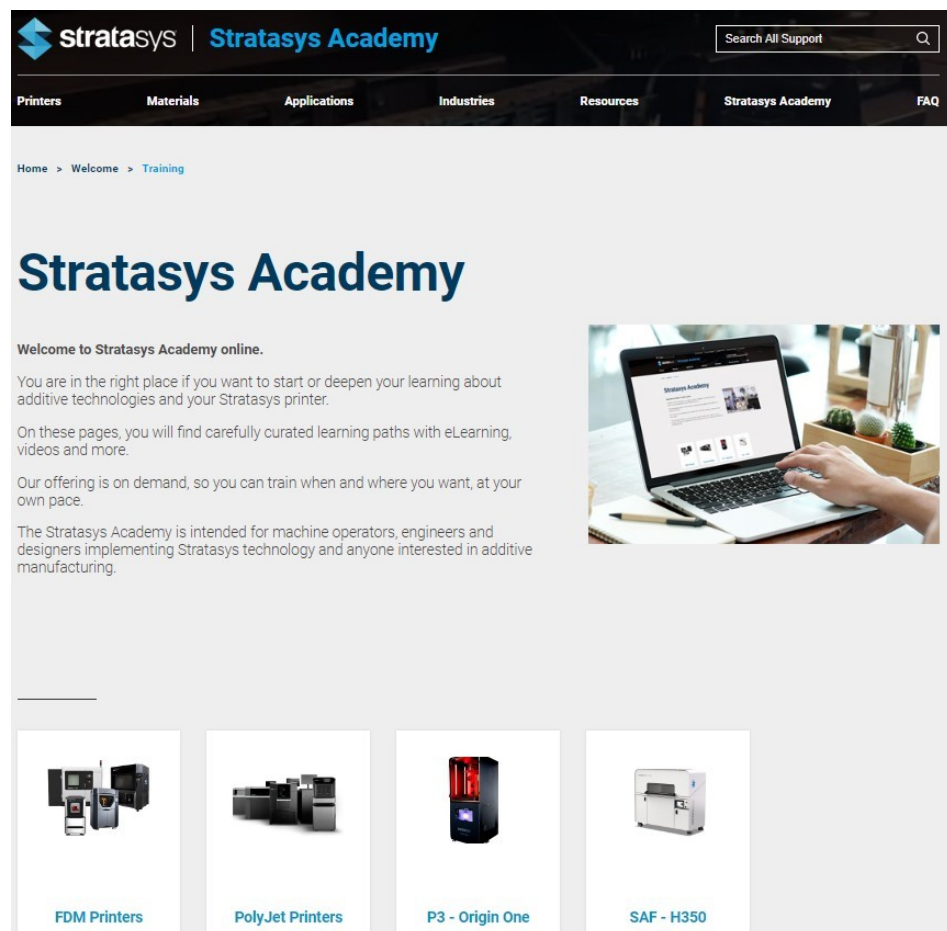 stratasys | Stratasys Academy
Search All Support
Printers Materials Applications Industries Resources Stratasys Academy FAQ
Home > Welcome > Training
Stratasys Academy
Welcome to Stratasys Academy online.
You are in the right place if you want to start or deepen your learning about
additive technologies and your Stratasys printer.
On these pages, you will find carefully curated learning paths with eLearning,
videos and more.
Our offering is on demand, so you can train when and where you want, at your
own pace.
The Stratasys Academy is intended for machine operators, engineers and
designers implementing Stratasys technology and anyone interested in additive
manufacturing.
Stratasys Academy
FDM Printers PolyJet Printers P3 - Origin One SAF - H350